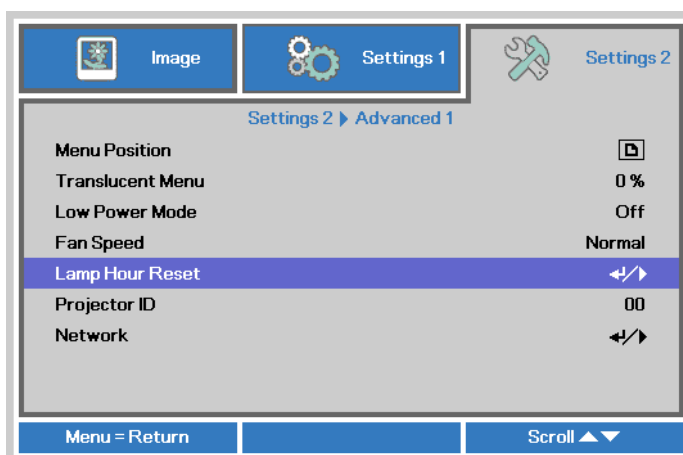 Image
Settings 1
Settings 2
Settings 2 ▶ Advanced 1
Menu Position
Translucent Menu 0 %
Low Power Mode Off
Fan Speed Normal
Lamp Hour Reset ↵/▶
Projector ID 00
Network ↵/▶
Menu = Return
Scroll ▲▼